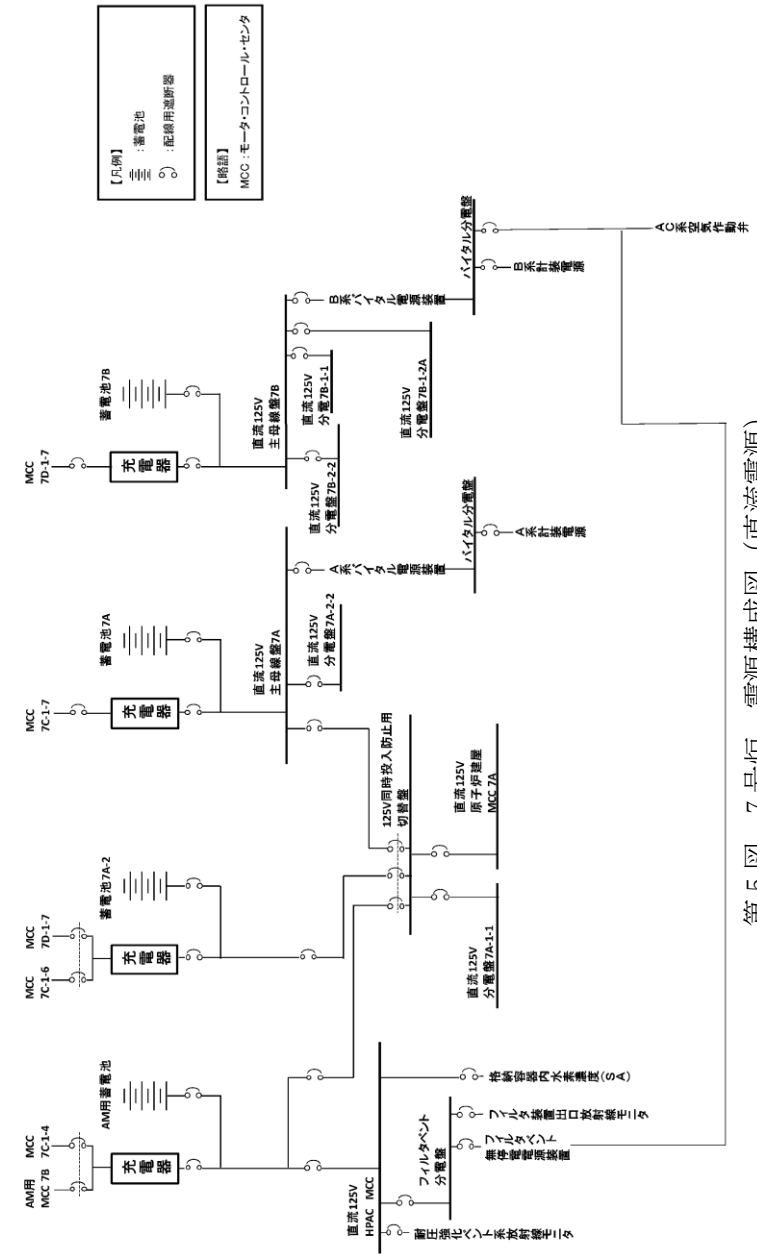 【凡例】
:蓄電池
:配線用遮断器
【略語】
MCC :モータ・コントロール・センタ
AM用
MCC 7B
MCC
7C-1-4
充電器
AM用蓄電池
MCC
7C-1-6
MCC
7D-1-7
充電器
蓄電池7A-2
MCC
7C-1-7
充電器
蓄電池7A
MCC
7D-1-7
充電器
蓄電池7B
直流125V
HPAC MCC
耐圧強化ベント系放射線モニタ
フィルタベント
分電盤
フィルタベント
無停電電源装置
フィルタ装置出口放射線モニタ
格納容器内水素濃度(SA)
125V同時投入防止用
切替盤
直流125V
分電盤7A-1-1
直流125V
原子炉建屋
MCC 7A
直流125V
主母線盤7A
直流125V
分電盤7A-2-2
A系バイタル電源装置
バイタル分電盤
A系計装電源
直流125V
主母線盤7B
直流125V
分電盤7B-2-2
直流125V
分電7B-1-1
直流125V
分電盤7B-1-2A
B系バイタル電源装置
バイタル分電盤
B系計装電源
AC系空気作動弁
第5図 7号炉 電源構成図(直流電源)